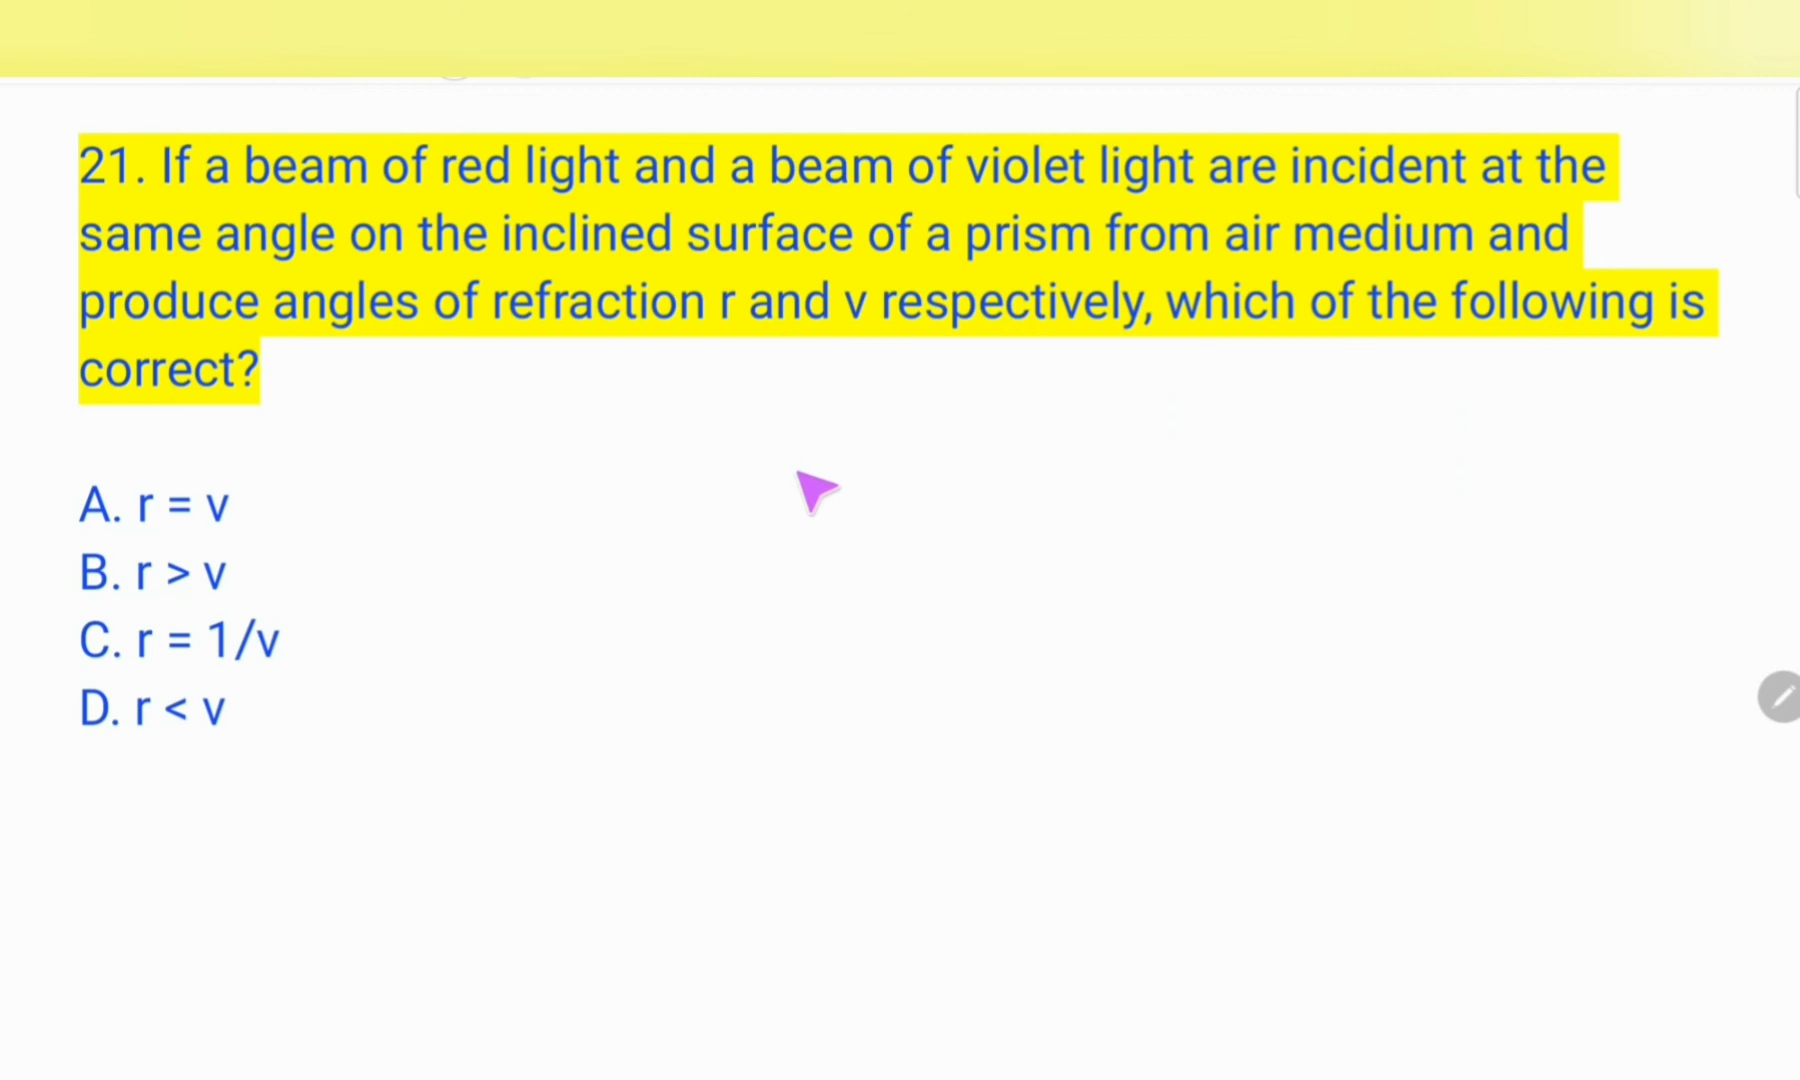 21. If a beam of red light and a beam of violet light are incident at the
same angle on the inclined surface of a prism from air medium and
produce angles of refraction r and v respectively, which of the following is
correct?
A. r = v
B. r > v
C. r = 1/v
D. r < v